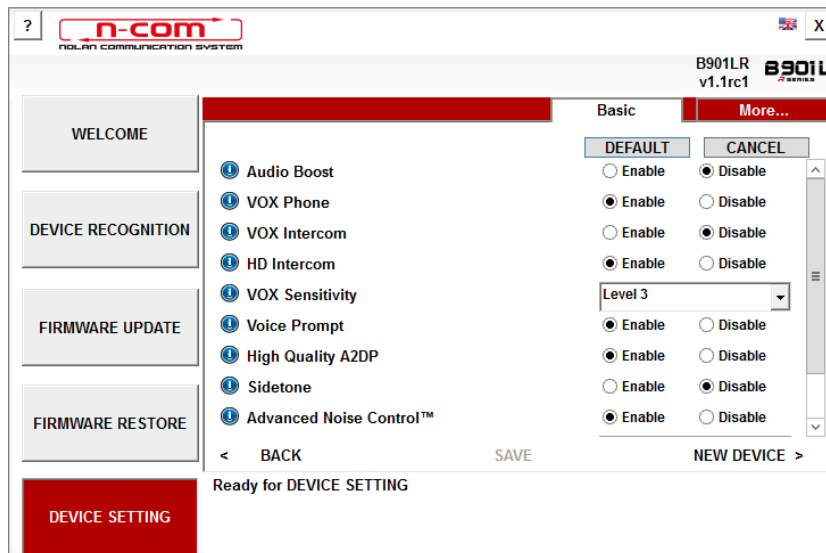 ?
n-com
NOLAN COMMUNICATION SYSTEM
X
B901LR
v1.1rc1
B901L
R SERIES
WELCOME
DEVICE RECOGNITION
FIRMWARE UPDATE
FIRMWARE RESTORE
DEVICE SETTING
Basic
More...
DEFAULT
CANCEL
Audio Boost Enable Disable
VOX Phone Enable Disable
VOX Intercom Enable Disable
HD Intercom Enable Disable
VOX Sensitivity Level 3
Voice Prompt Enable Disable
High Quality A2DP Enable Disable
Sidetone Enable Disable
Advanced Noise Control™ Enable Disable
< BACK SAVE NEW DEVICE >
Ready for DEVICE SETTING